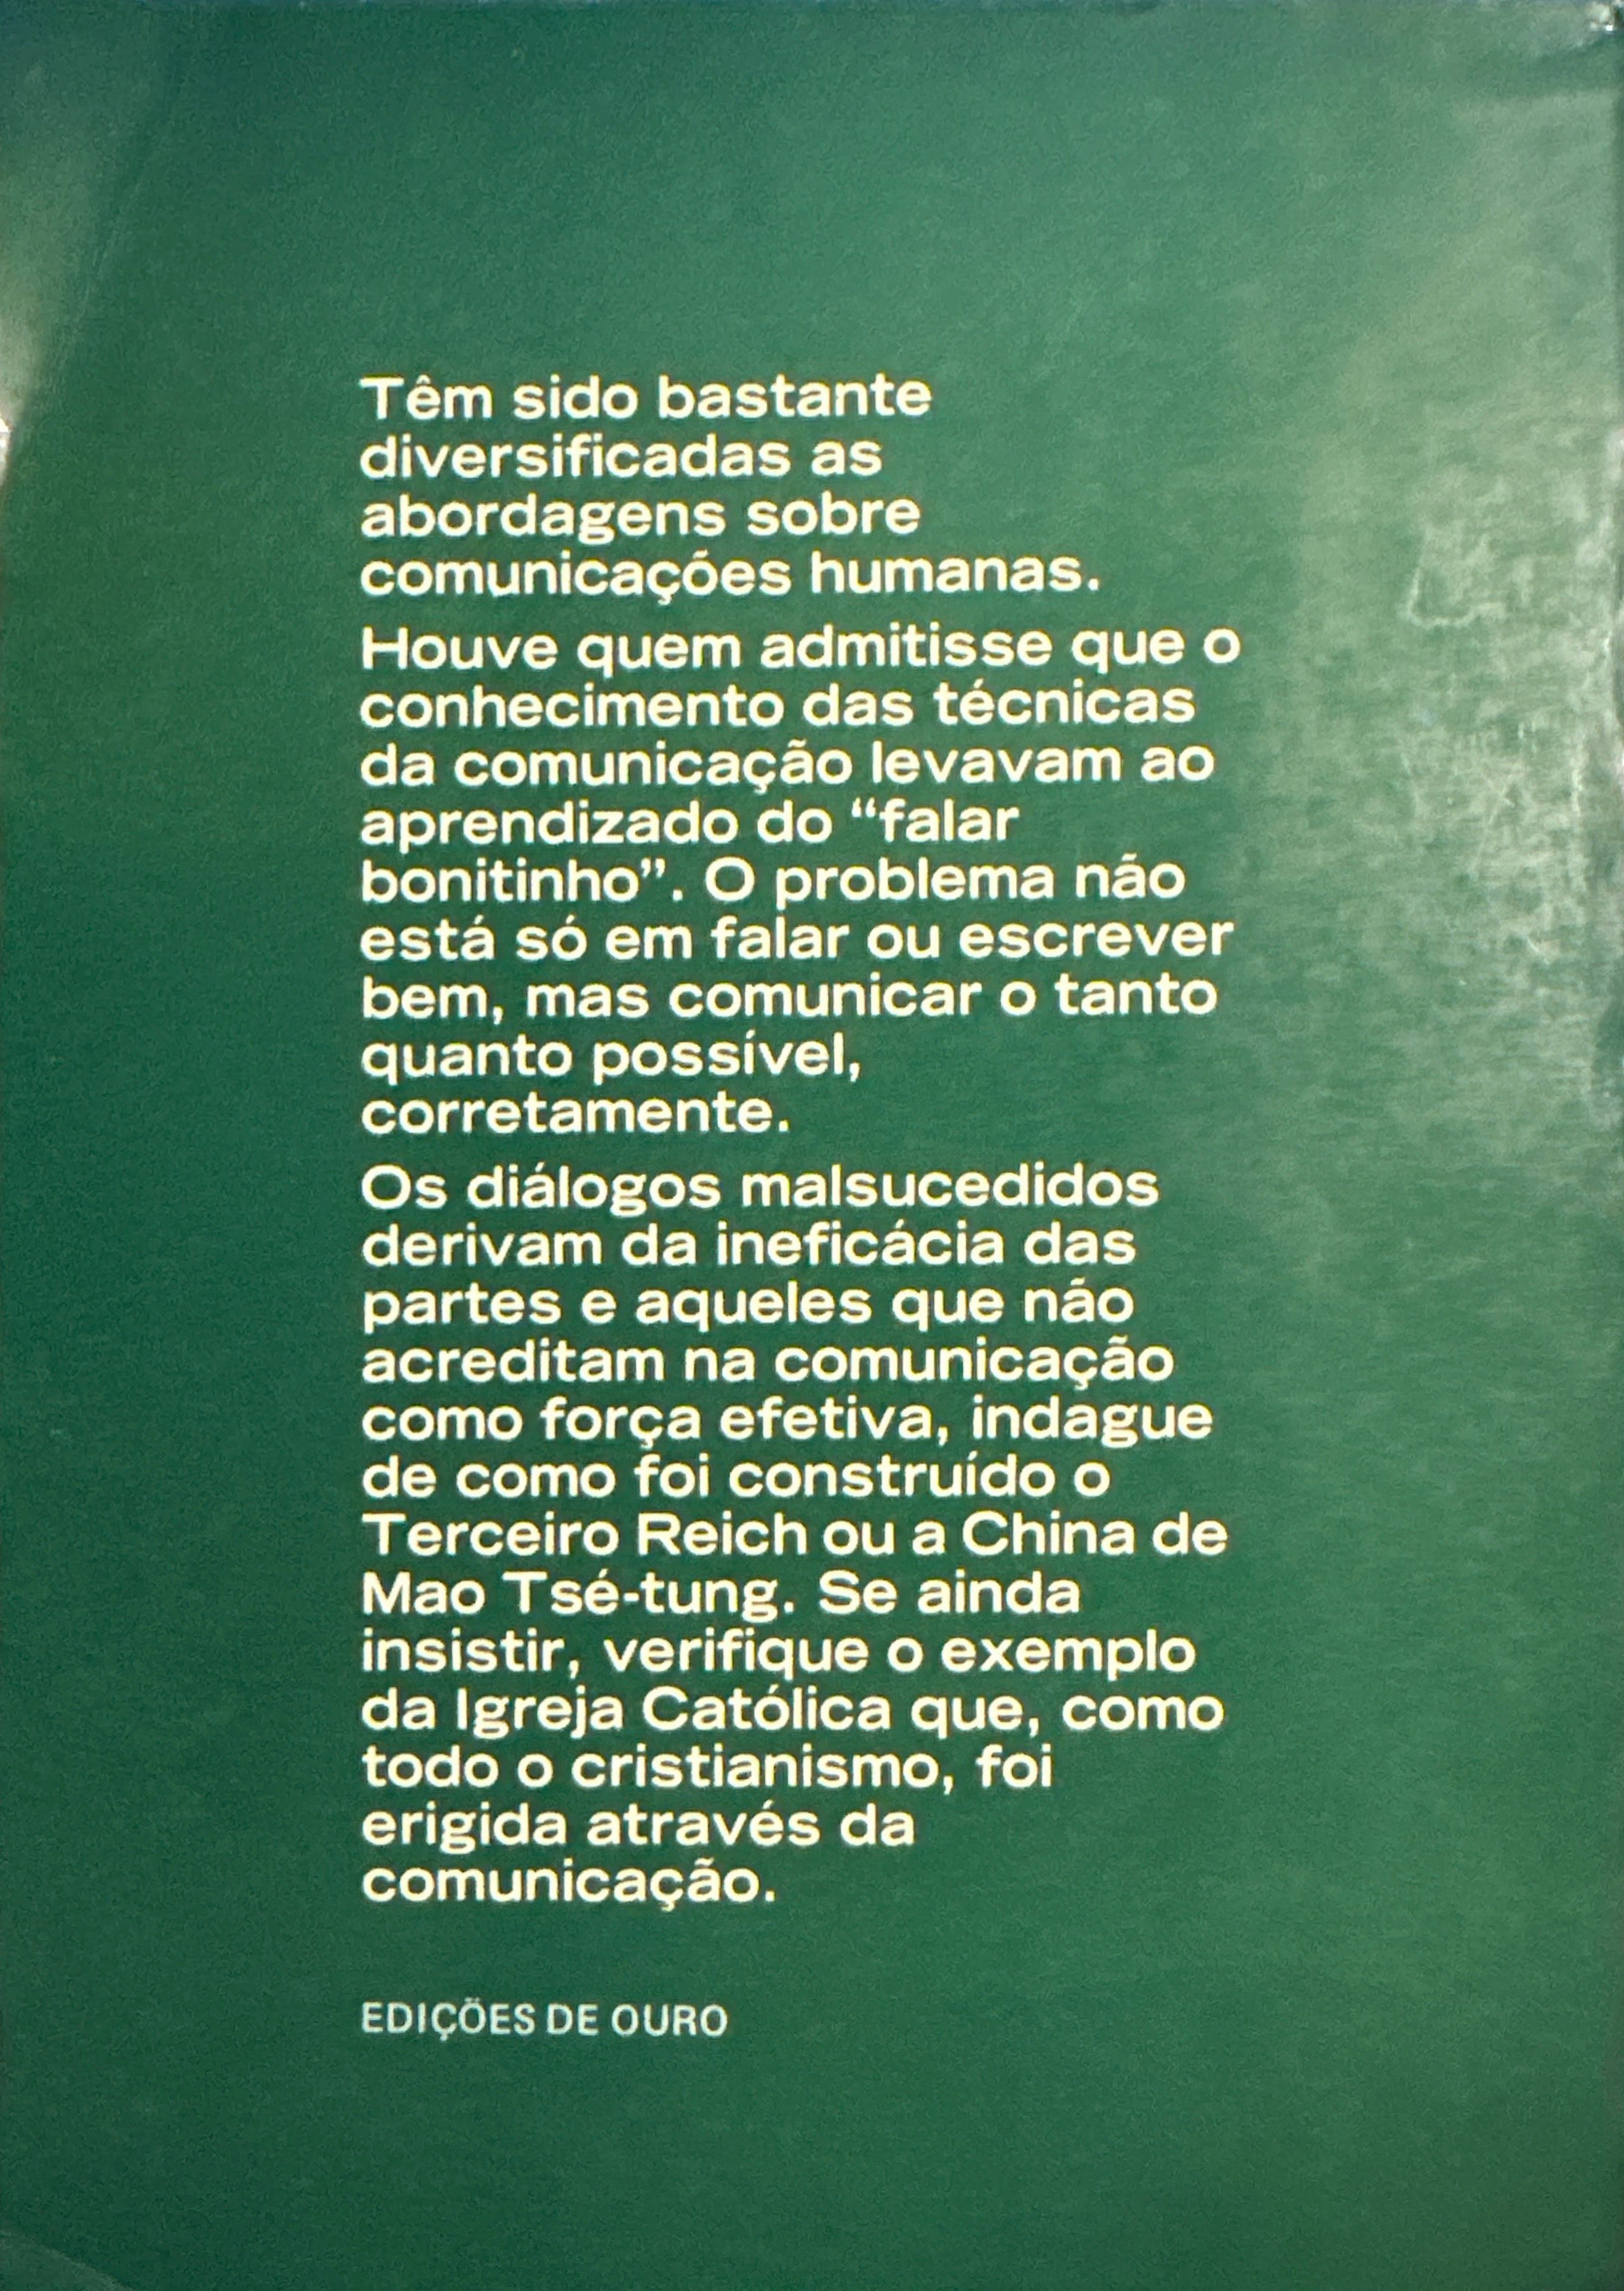 Têm sido bastante
diversificadas as
abordagens sobre
comunicações humanas.
Houve quem admitisse que o
conhecimento das técnicas
da comunicação levavam ao
aprendizado do “falar
bonitinho”. O problema não
está só em falar ou escrever
bem, mas comunicar o tanto
quanto possível,
corretamente.
Os diálogos malsucedidos
derivam da ineficácia das
partes e aqueles que não
acreditam na comunicação
como força efetiva, indague
de como foi construído o
Terceiro Reich ou a China de
Mao Tsé-tung. Se ainda
insistir, verifique o exemplo
da Igreja Católica que, como
todo o cristianismo, foi
erigida através da
comunicação.
EDIÇÕES DE OURO